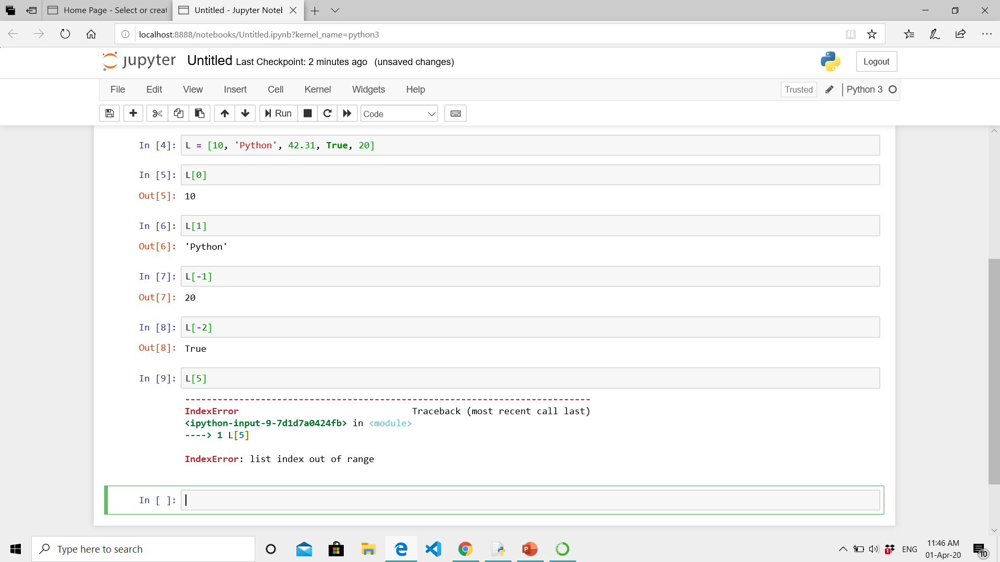 Home Page - Select or creat
Untitled - Jupyter Noteb
localhost:8888/notebooks/Untitled.ipynb?kernel_name=python3
jupyter Untitled Last Checkpoint: 2 minutes ago (unsaved changes)
Logout
File Edit View Insert Cell Kernel Widgets Help
Trusted Python 3
Run Code
In [4]: L = [10, 'Python', 42.31, True, 20]
In [5]: L[0]
Out[5]: 10
In [6]: L[1]
Out[6]: 'Python'
In [7]: L[-1]
Out[7]: 20
In [8]: L[-2]
Out[8]: True
In [9]: L[5]
---------------------------------------------------------------------------
IndexError Traceback (most recent call last)
<ipython-input-9-7d1d7a0424fb> in <module>
----> 1 L[5]
IndexError: list index out of range
In [ ]:
Type here to search
P
1
ENG
11:46 AM
01-Apr-20
10